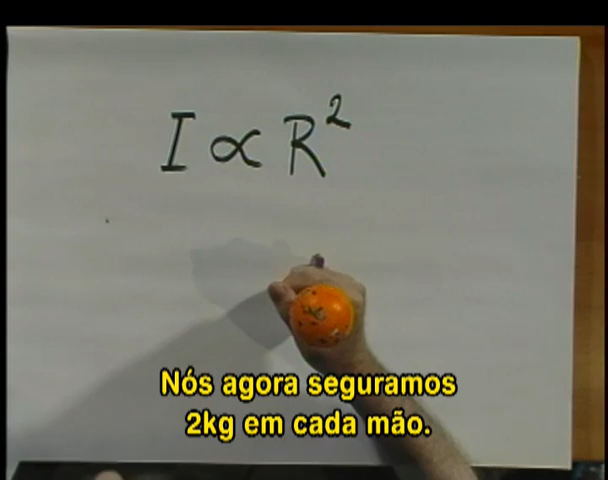 I ∝ R²
Nós agora seguramos
2kg em cada mão.